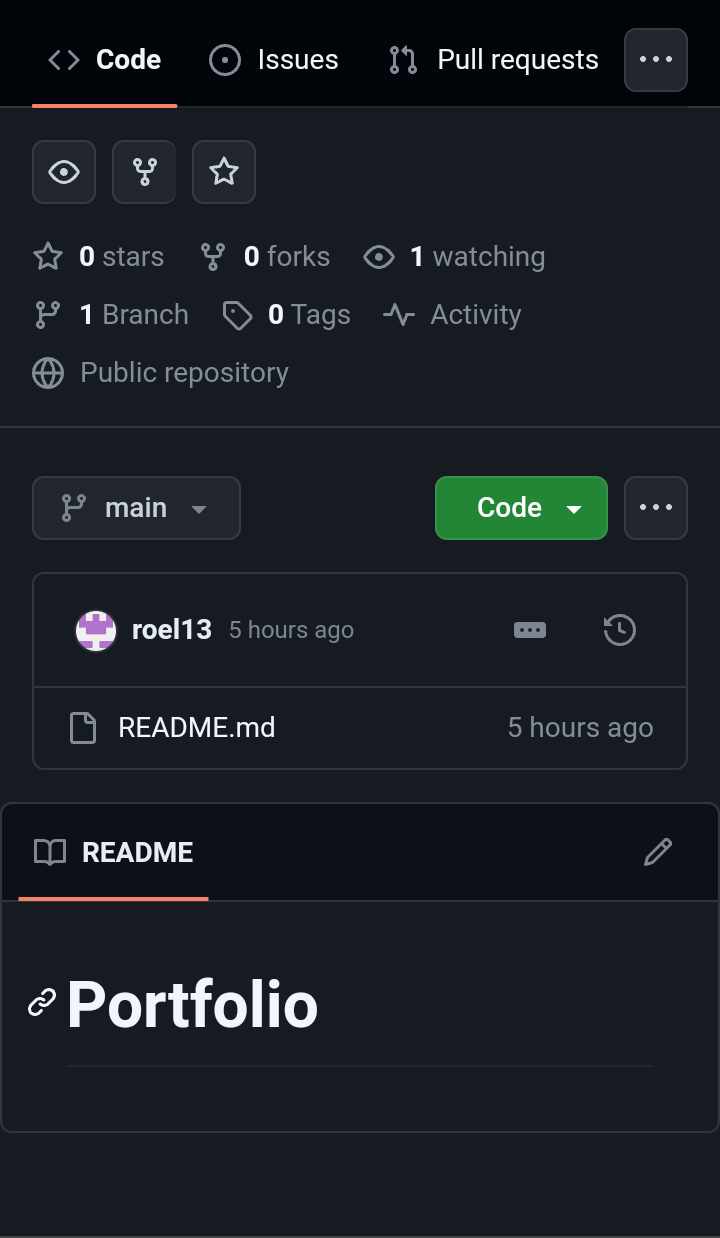 Code Issues Pull requests
0 stars 0 forks 1 watching
1 Branch 0 Tags Activity
Public repository
main Code
roel13 5 hours ago
README.md 5 hours ago
README
Portfolio